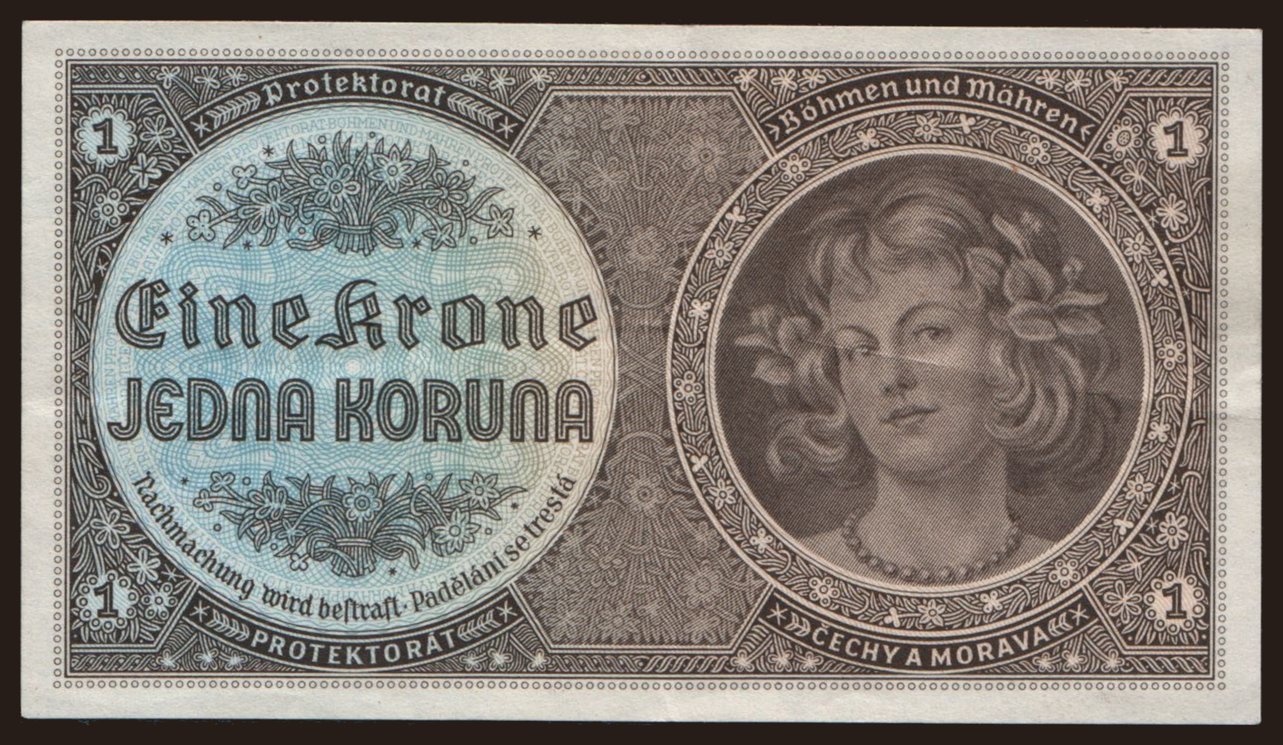 Protektorat
Böhmen und Mähren
1
1
Eine Krone
JEDNA KORUNA
Nachmachung wird bestraft · Padělání se trestá
1
1
PROTEKTORÁT
ČECHY A MORAVA